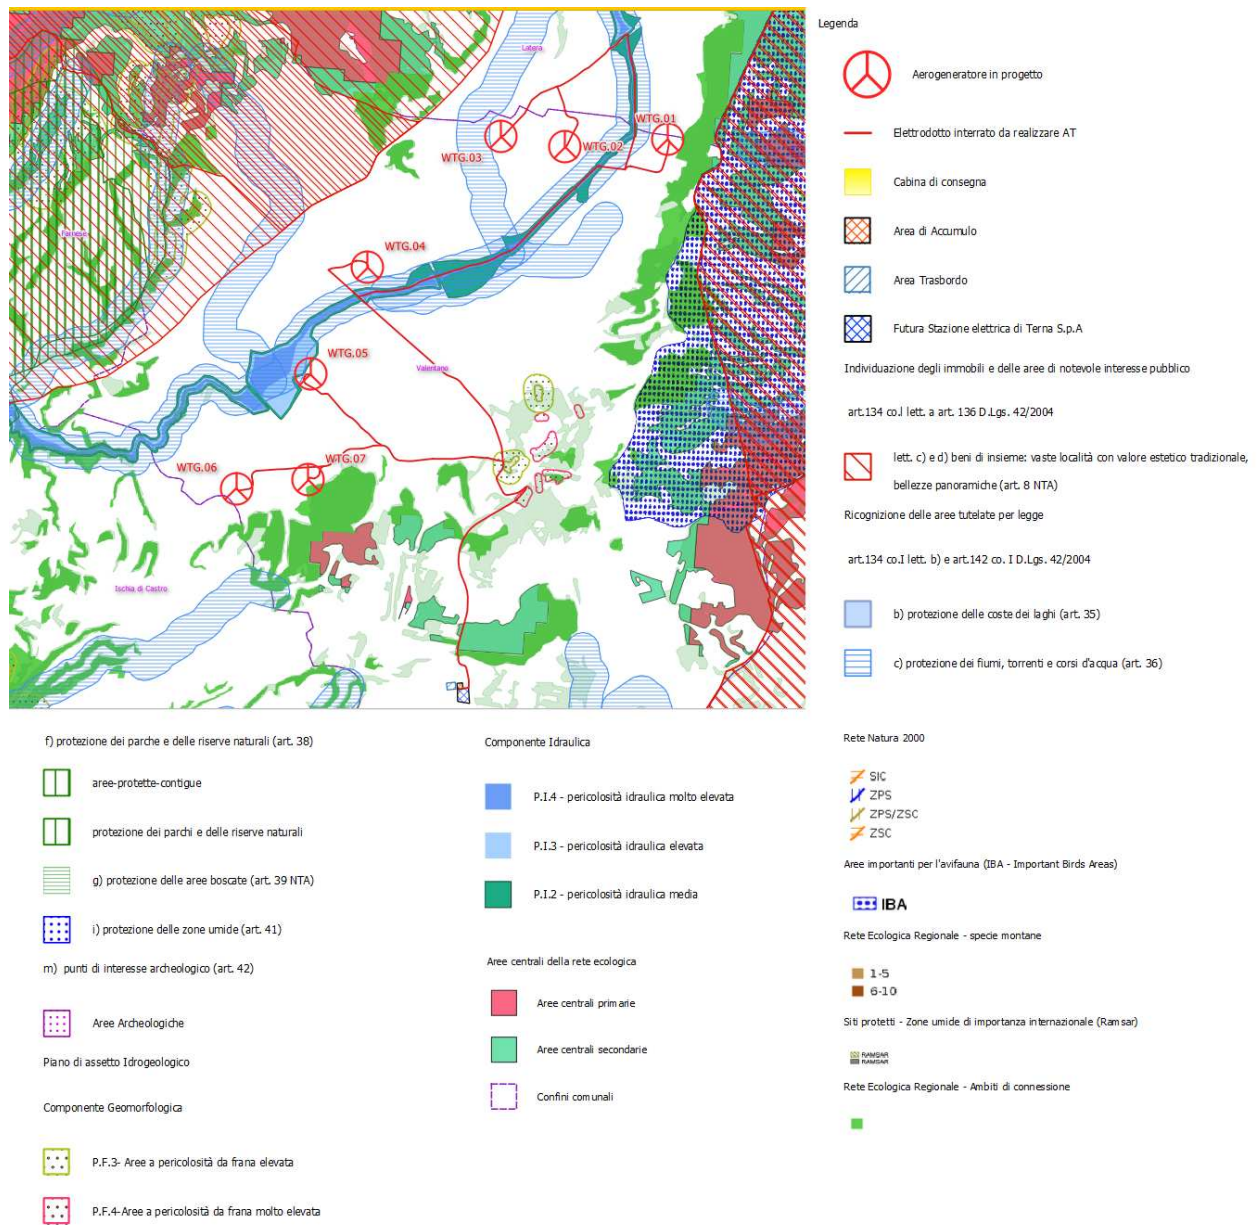 Legenda
Latera
WTG.01
WTG.02
WTG.03
Farnese
WTG.04
WTG.05
Valentano
WTG.06
WTG.07
Ischia di Castro
Aerogeneratore in progetto
Elettrodotto interrato da realizzare AT
Cabina di consegna
Area di Accumulo
Area Trasbordo
Futura Stazione elettrica di Terna S.p.A
Individuazione degli immobili e delle aree di notevole interesse pubblico
art.134 co.I lett. a art. 136 D.Lgs. 42/2004
lett. c) e d) beni di insieme: vaste località con valore estetico tradizionale,
bellezze panoramiche (art. 8 NTA)
Ricognizione delle aree tutelate per legge
art.134 co.I lett. b) e art.142 co. I D.Lgs. 42/2004
b) protezione delle coste dei laghi (art. 35)
c) protezione dei fiumi, torrenti e corsi d'acqua (art. 36)
f) protezione dei parche e delle riserve naturali (art. 38)
aree-protette-contigue
protezione dei parchi e delle riserve naturali
g) protezione delle aree boscate (art. 39 NTA)
i) protezione delle zone umide (art. 41)
m) punti di interesse archeologico (art. 42)
Aree Archeologiche
Piano di assetto Idrogeologico
Componente Geomorfologica
P.F.3- Aree a pericolosità da frana elevata
P.F.4-Aree a pericolosità da frana molto elevata
Componente Idraulica
P.I.4 - pericolosità idraulica molto elevata
P.I.3 - pericolosità idraulica elevata
P.I.2 - pericolosità idraulica media
Aree centrali della rete ecologica
Aree centrali primarie
Aree centrali secondarie
Confini comunali
Rete Natura 2000
SIC
ZPS
ZPS/ZSC
ZSC
Aree importanti per l'avifauna (IBA - Important Birds Areas)
IBA
Rete Ecologica Regionale - specie montane
1-5
6-10
Siti protetti - Zone umide di importanza internazionale (Ramsar)
RAMSAR
RAMSAR
Rete Ecologica Regionale - Ambiti di connessione